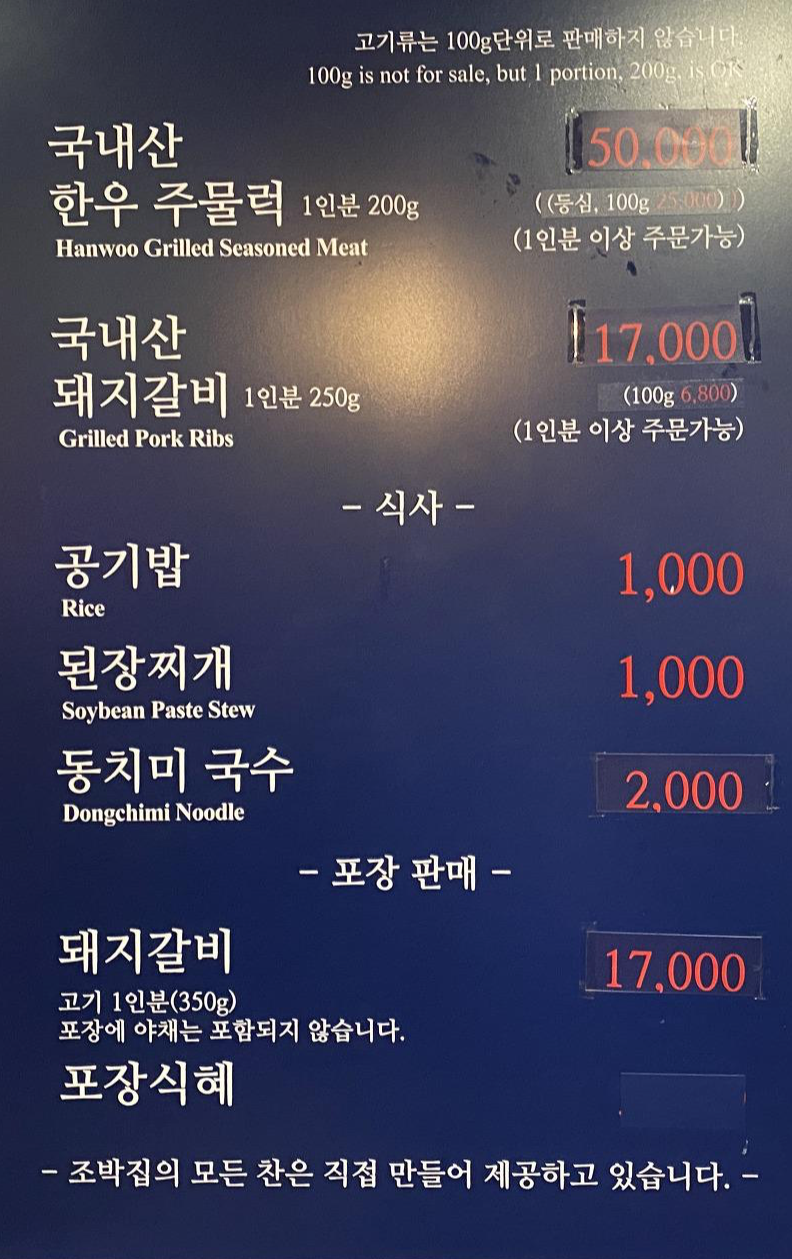 고기류는 100g단위로 판매하지 않습니다.
100g is not for sale, but 1 portion, 200g. is OK
국내산
50,000
한우 주물럭 1인분 200g
((등심, 100g 25,000))
Hanwoo Grilled Seasoned Meat
(1인분 이상 주문가능)
국내산
17,000
돼지갈비 1인분 250g
(100g 6,800)
Grilled Pork Ribs
(1인분 이상 주문가능)
- 식사 -
공기밥
1,000
Rice
된장찌개
1,000
Soybean Paste Stew
동치미 국수
2,000
Dongchimi Noodle
- 포장 판매 -
돼지갈비
17,000
고기 1인분(350g)
포장에 야채는 포함되지 않습니다.
포장식혜
- 조박집의 모든 찬은 직접 만들어 제공하고 있습니다. -